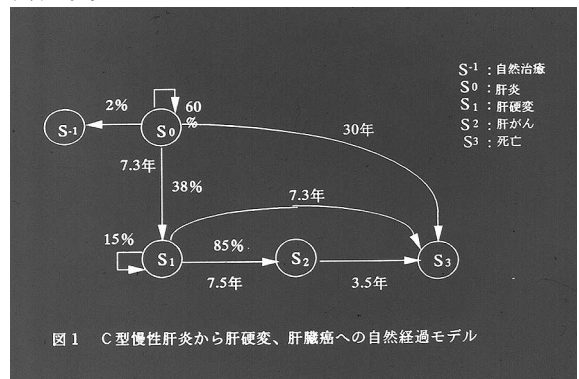 S-1 : 自然治癒
S0 : 肝炎
S1 : 肝硬変
S2 : 肝がん
S3 : 死亡
2%
60
%
S-1
S0
30年
7.3年
38%
7.3年
15%
85%
S1
S2
S3
7.5年
3.5年
図1 C型慢性肝炎から肝硬変、肝臓癌への自然経過モデル